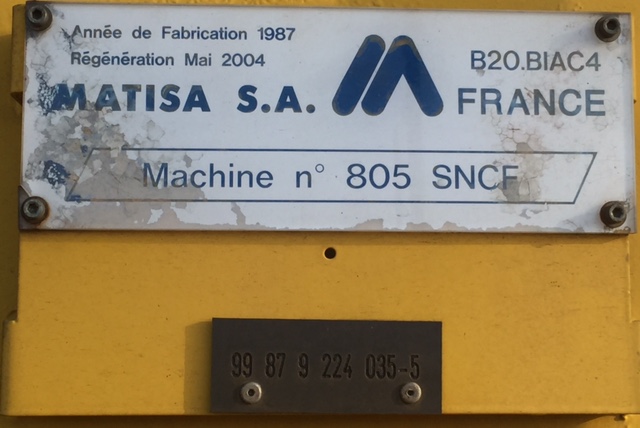 Année de Fabrication 1987
Régénération Mai 2004
B20.BIAC4
MATISA S.A. FRANCE
Machine n° 805 SNCF
99 87 9 224 035-5